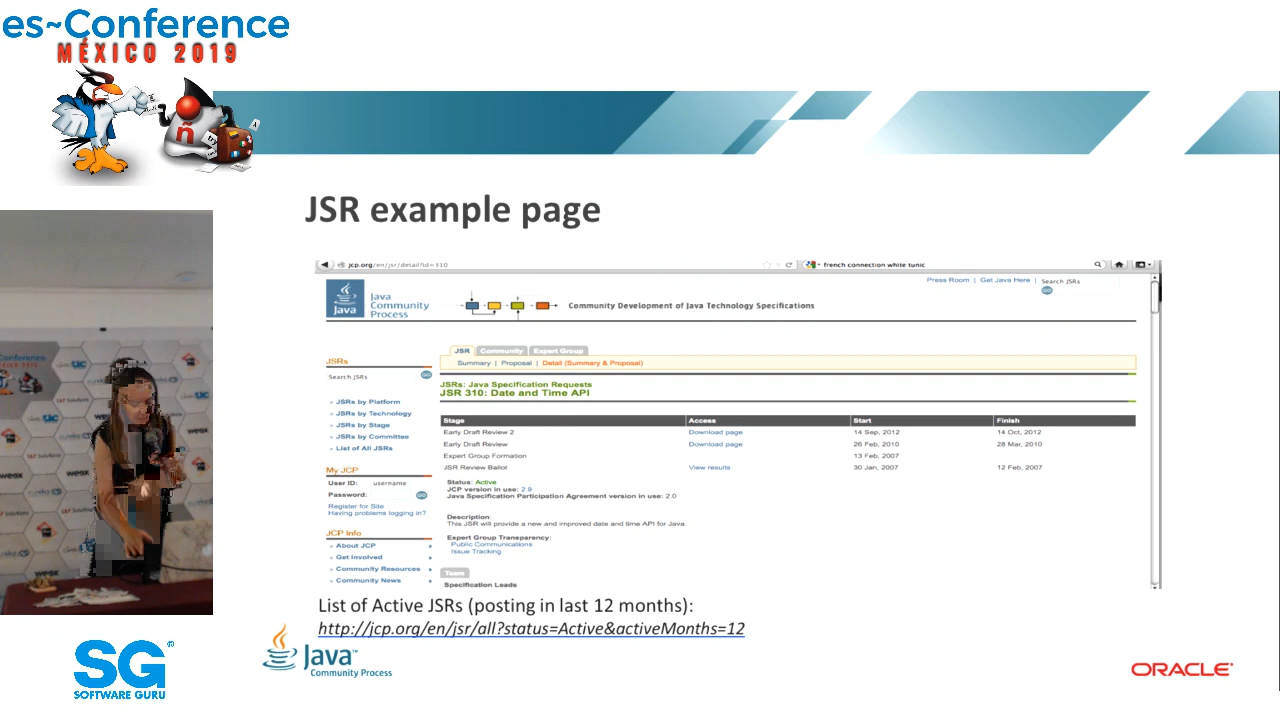 es~Conference
MÉXICO 2019
ñ
JSR example page
jcp.org/en/jsr/detail?id=310
french connection white tunic
Java
Java Community Process
Community Development of Java Technology Specifications
Press Room | Get Java Here | Search JSRs
JSR Community Expert Group
Summary | Proposal | Detail (Summary & Proposal)
JSRs
Search JSRs
JSRs by Platform
JSRs by Technology
JSRs by Stage
JSRs by Committee
List of All JSRs
My JCP
User ID: username
Password:
Register for Site
Having problems logging in?
JCP Info
About JCP
Get Involved
Community Resources
Community News
JSRs: Java Specification Requests
JSR 310: Date and Time API
Stage Access Start Finish
Early Draft Review 2 Download page 14 Sep, 2012 14 Oct, 2012
Early Draft Review Download page 26 Feb, 2010 28 Mar, 2010
Expert Group Formation 13 Feb, 2007
JSR Review Ballot View results 30 Jan, 2007 12 Feb, 2007
Status: Active
JCP version in use: 2.9
Java Specification Participation Agreement version in use: 2.0
Description:
This JSR will provide a new and improved date and time API for Java.
Expert Group Transparency:
Public Communications
Issue Tracking
Team
Specification Leads
List of Active JSRs (posting in last 12 months):
http://jcp.org/en/jsr/all?status=Active&activeMonths=12
Java™
Community Process
ORACLE®
Conference
wesx
SG®
SOFTWARE GURU